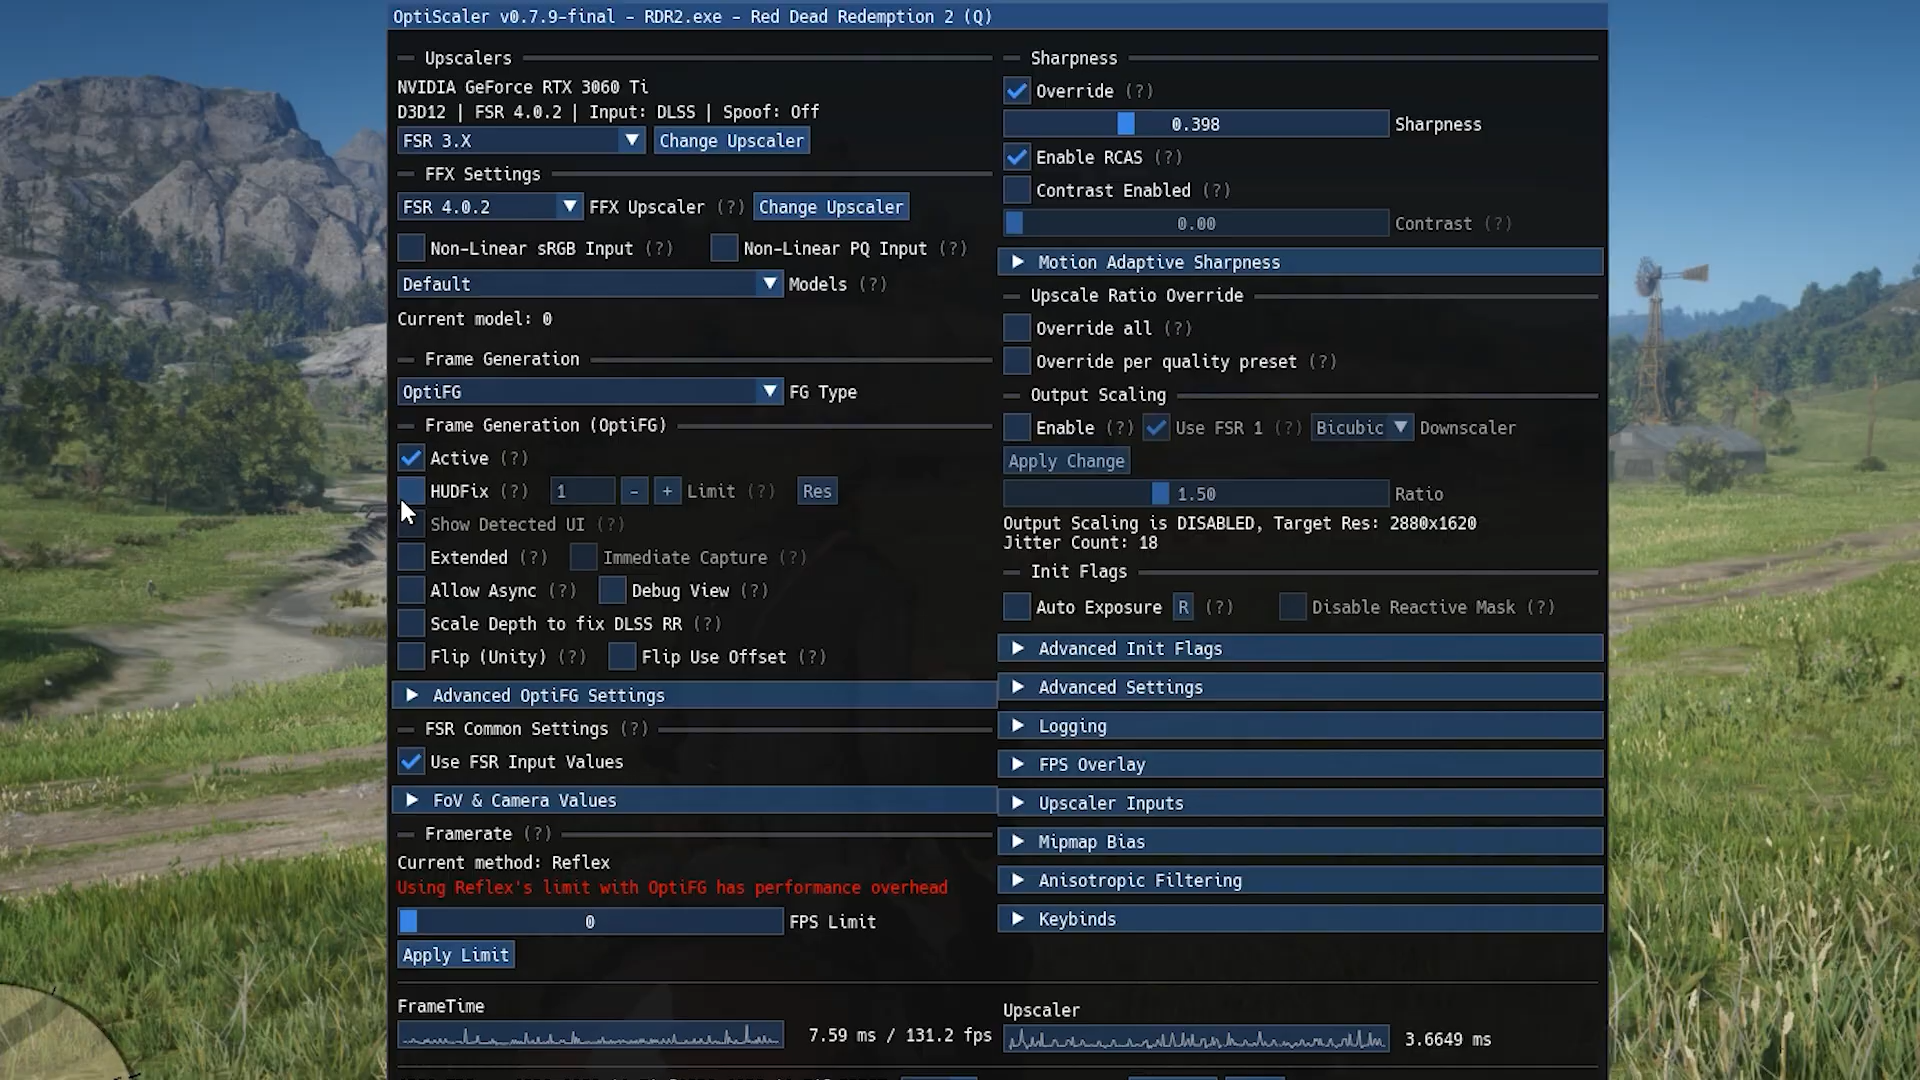 OptiScaler v0.7.9-final - RDR2.exe - Red Dead Redemption 2 (Q)
Upscalers
NVIDIA GeForce RTX 3060 Ti
D3D12 | FSR 4.0.2 | Input: DLSS | Spoof: Off
FSR 3.X Change Upscaler
FFX Settings
FSR 4.0.2 FFX Upscaler (?) Change Upscaler
Non-Linear sRGB Input (?) Non-Linear PQ Input (?)
Default Models (?)
Current model: 0
Frame Generation
OptiFG FG Type
Frame Generation (OptiFG)
Active (?)
HUDFix (?) 1 - + Limit (?) Res
Show Detected UI (?)
Extended (?) Immediate Capture (?)
Allow Async (?) Debug View (?)
Scale Depth to fix DLSS RR (?)
Flip (Unity) (?) Flip Use Offset (?)
Advanced OptiFG Settings
FSR Common Settings (?)
Use FSR Input Values
FoV & Camera Values
Framerate (?)
Current method: Reflex
Using Reflex's limit with OptiFG has performance overhead
0 FPS Limit
Apply Limit
FrameTime
7.59 ms / 131.2 fps
Sharpness
Override (?)
0.398 Sharpness
Enable RCAS (?)
Contrast Enabled (?)
0.00 Contrast (?)
Motion Adaptive Sharpness
Upscale Ratio Override
Override all (?)
Override per quality preset (?)
Output Scaling
Enable (?) Use FSR 1 (?) Bicubic Downscaler
Apply Change
1.50 Ratio
Output Scaling is DISABLED, Target Res: 2880x1620
Jitter Count: 18
Init Flags
Auto Exposure R (?) Disable Reactive Mask (?)
Advanced Init Flags
Advanced Settings
Logging
FPS Overlay
Upscaler Inputs
Mipmap Bias
Anisotropic Filtering
Keybinds
Upscaler
3.6649 ms